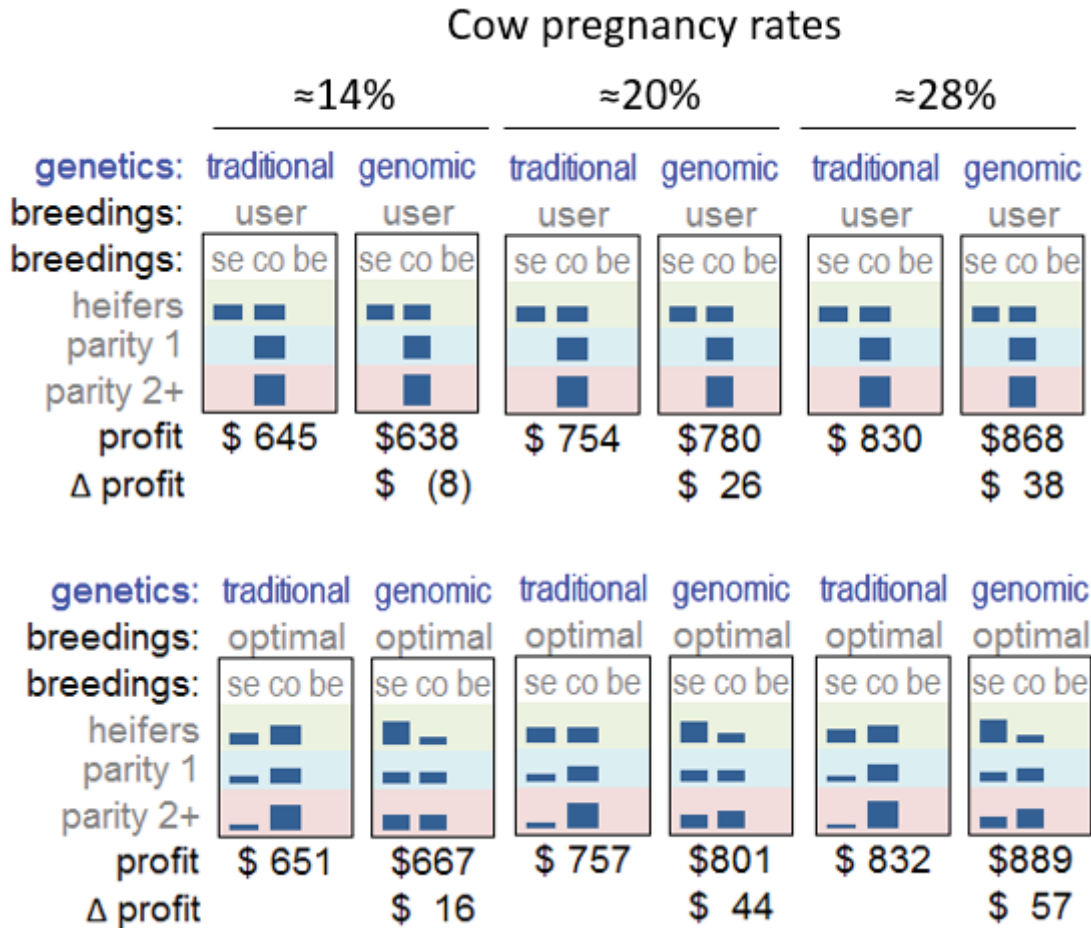 Cow pregnancy rates
≈14% ≈20% ≈28%
genetics: traditional genomic traditional genomic traditional genomic
breedings: user user user user user user
breedings: se co be se co be se co be se co be se co be se co be
heifers
parity 1
parity 2+
profit $ 645 $638 $ 754 $780 $ 830 $868
Δ profit $ (8) $ 26 $ 38
genetics: traditional genomic traditional genomic traditional genomic
breedings: optimal optimal optimal optimal optimal optimal
breedings: se co be se co be se co be se co be se co be se co be
heifers
parity 1
parity 2+
profit $ 651 $667 $ 757 $801 $ 832 $889
Δ profit $ 16 $ 44 $ 57